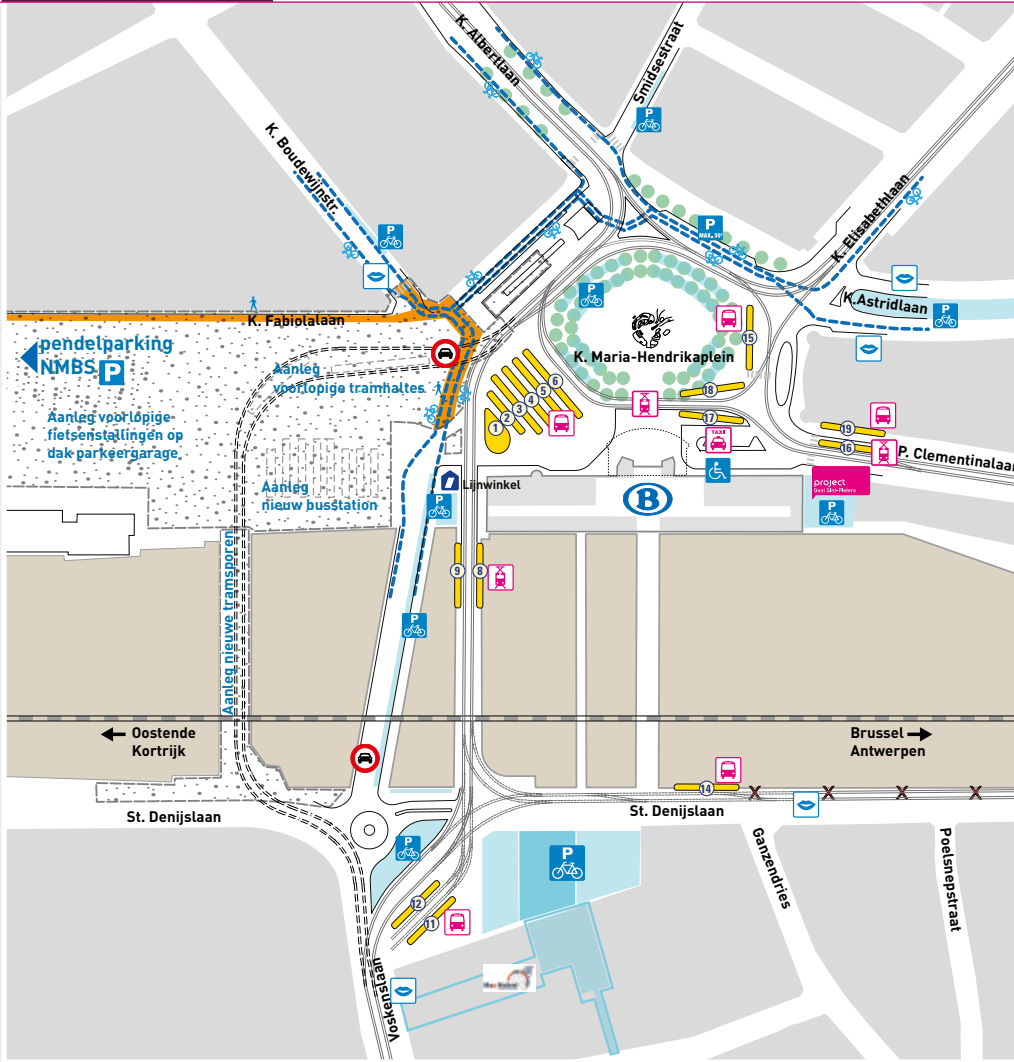 K. Albertlaan
Smidsestraat
P
K. Boudewijnstr.
P
P
MAX. 30'
K. Elisabethlaan
P
K.Astridlaan
P
K. Fabiolalaan
pendelparking
NMBS P
Aanleg
voorlopige tramhaltes
K. Maria-Hendrikaplein
15
Aanleg voorlopige
fietsenstallingen op
dak parkeergarage
1
2
3
4
5
6
18
17
TAXI
19
16
P. Clementinalaan
Aanleg
nieuw busstation
Lijnwinkel
P
B
project
Gent Sint-Pieters
P
Aanleg nieuwe tramsporen
9
8
P
Oostende
Kortrijk
Brussel
Antwerpen
14
St. Denijslaan
St. Denijslaan
P
P
Ganzendries
Poelsnepstraat
12
11
Voskenslaan